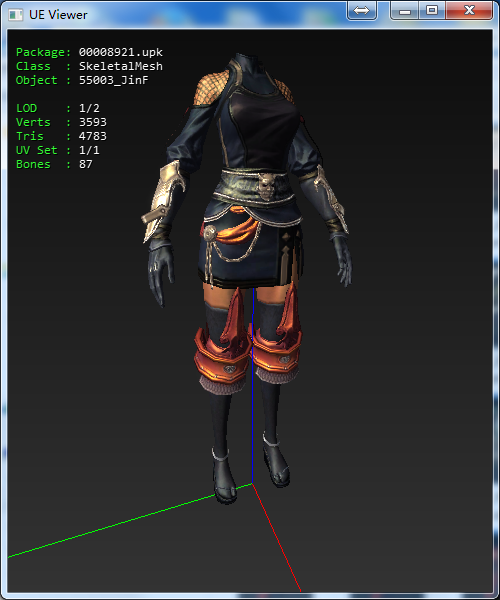 UE Viewer
Package: 00008921.upk
Class : SkeletalMesh
Object : 55003_JinF
LOD : 1/2
Verts : 3593
Tris : 4783
UV Set : 1/1
Bones : 87